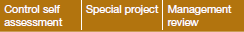 Control self
assessment
Special project
Management
review